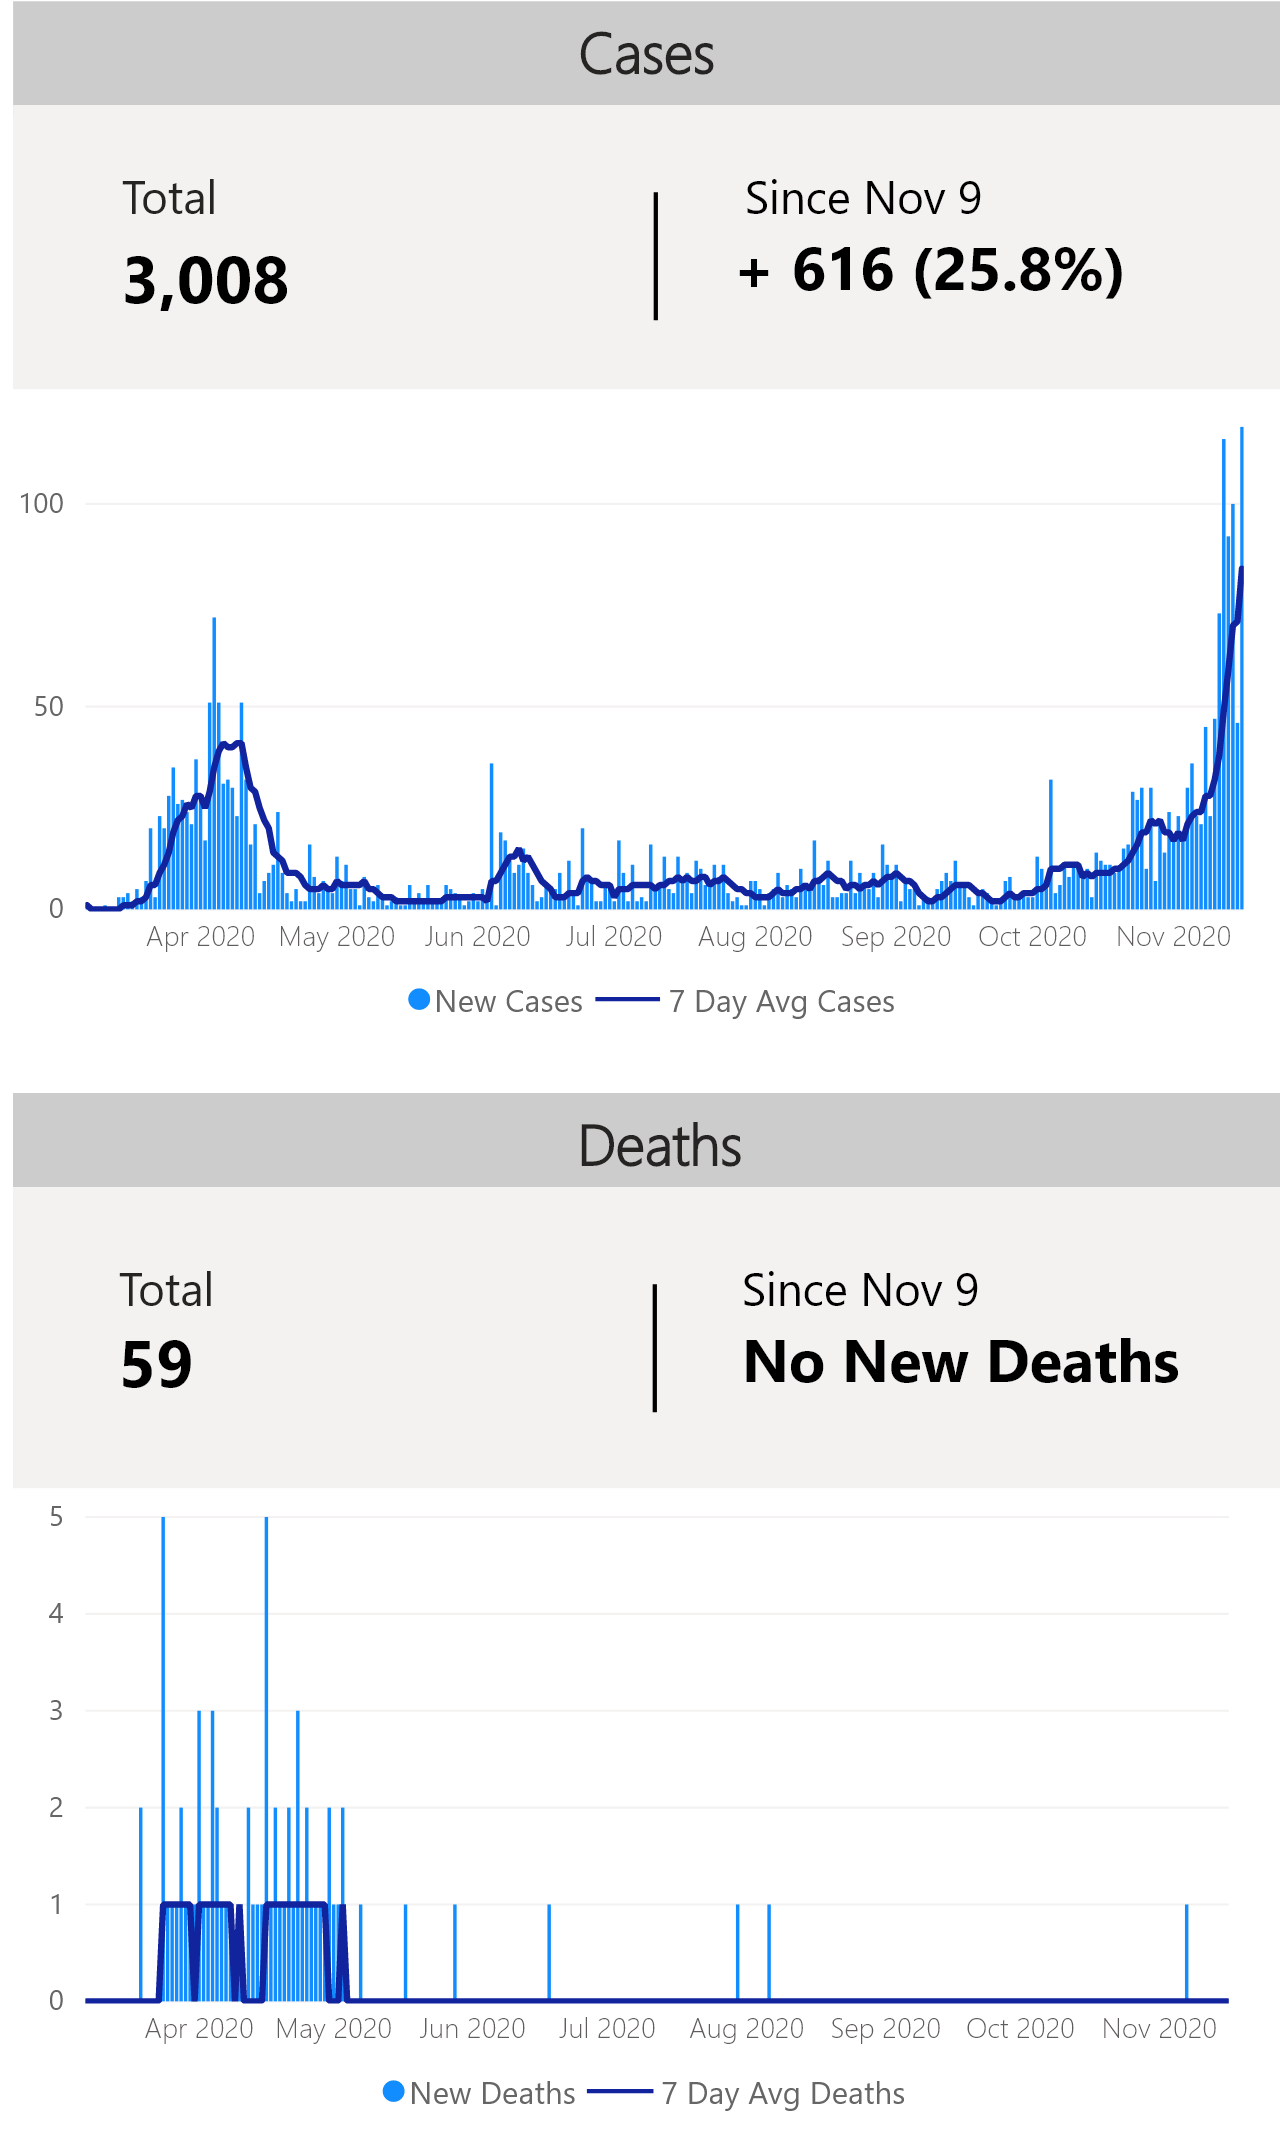 Cases
Total
Since Nov 9
3,008
+ 616 (25.8%)
100
50
0
Apr 2020 May 2020 Jun 2020 Jul 2020 Aug 2020 Sep 2020 Oct 2020 Nov 2020
New Cases 7 Day Avg Cases
Deaths
Total
Since Nov 9
59
No New Deaths
5
4
3
2
1
0
Apr 2020 May 2020 Jun 2020 Jul 2020 Aug 2020 Sep 2020 Oct 2020 Nov 2020
New Deaths 7 Day Avg Deaths